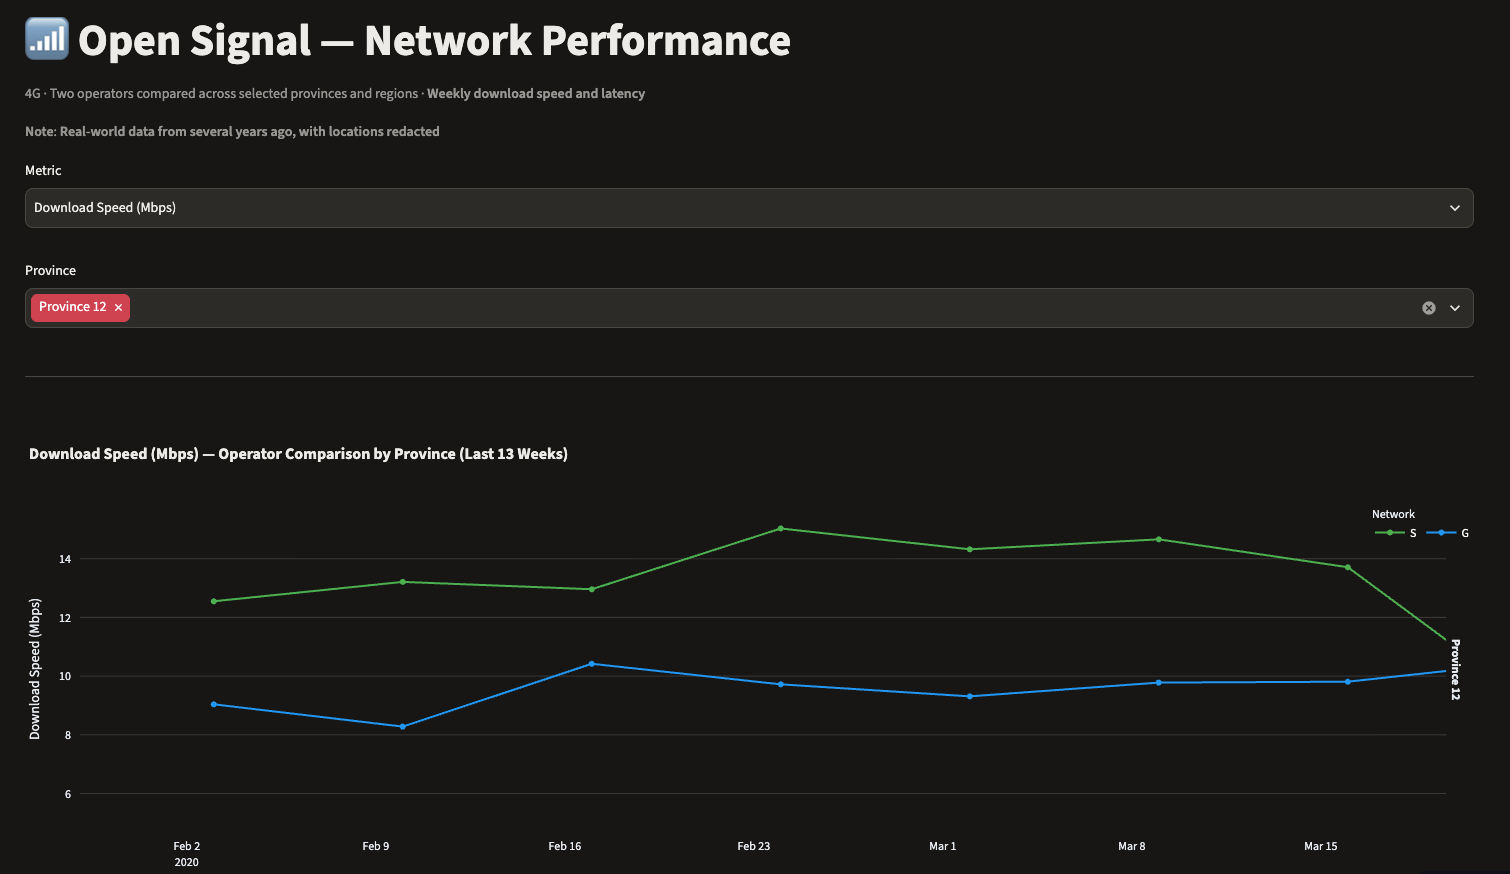 Open Signal — Network Performance
4G · Two operators compared across selected provinces and regions · Weekly download speed and latency
Note: Real-world data from several years ago, with locations redacted
Metric
Download Speed (Mbps)
Province
Province 12 ×
Download Speed (Mbps) — Operator Comparison by Province (Last 13 Weeks)
Network
S G
14
12
10
8
6
Download Speed (Mbps)
Province 12
Feb 2 Feb 9 Feb 16 Feb 23 Mar 1 Mar 8 Mar 15
2020